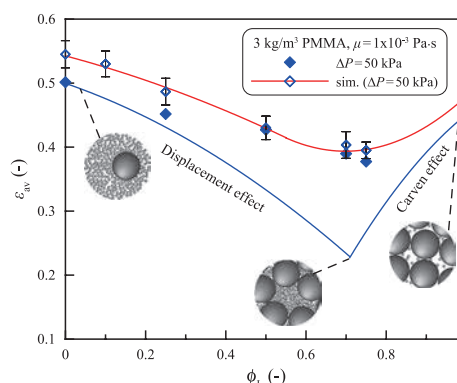 3 kg/m³ PMMA, μ=1x10⁻³ Pa·s
ΔP=50 kPa
sim. (ΔP=50 kPa)
0.6
0.5
0.4
0.3
0.2
0.1
εav (-)
Displacement effect
Carven effect
0 0.2 0.4 0.6 0.8